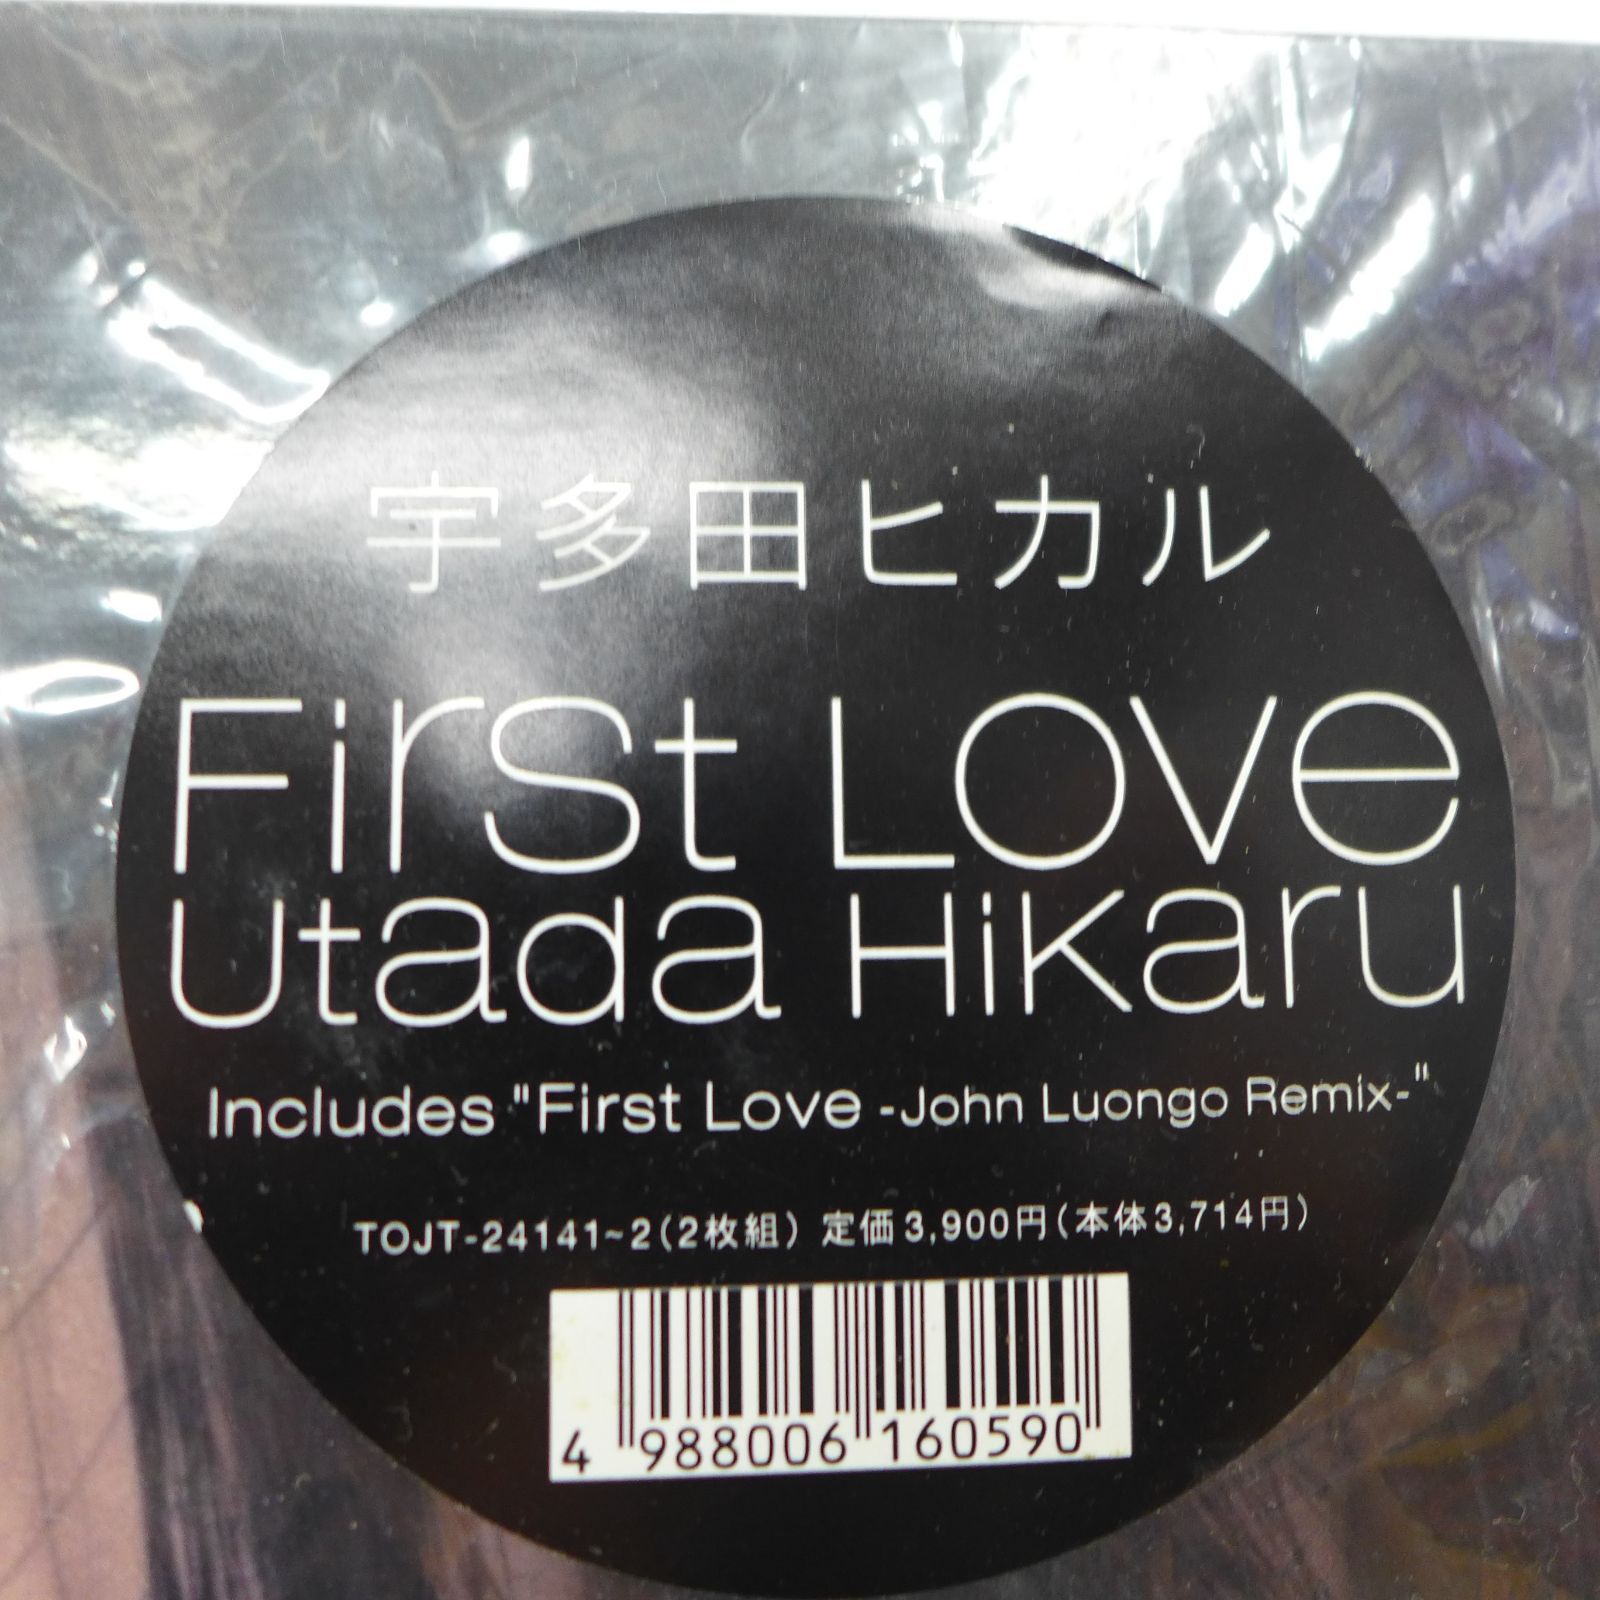 宇多田ヒカル
First Love
Utada Hikaru
Includes "First Love -John Luongo Remix-"
TOJT-24141~2(2枚組) 定価3,900円(本体3,714円)
4 988006 160590